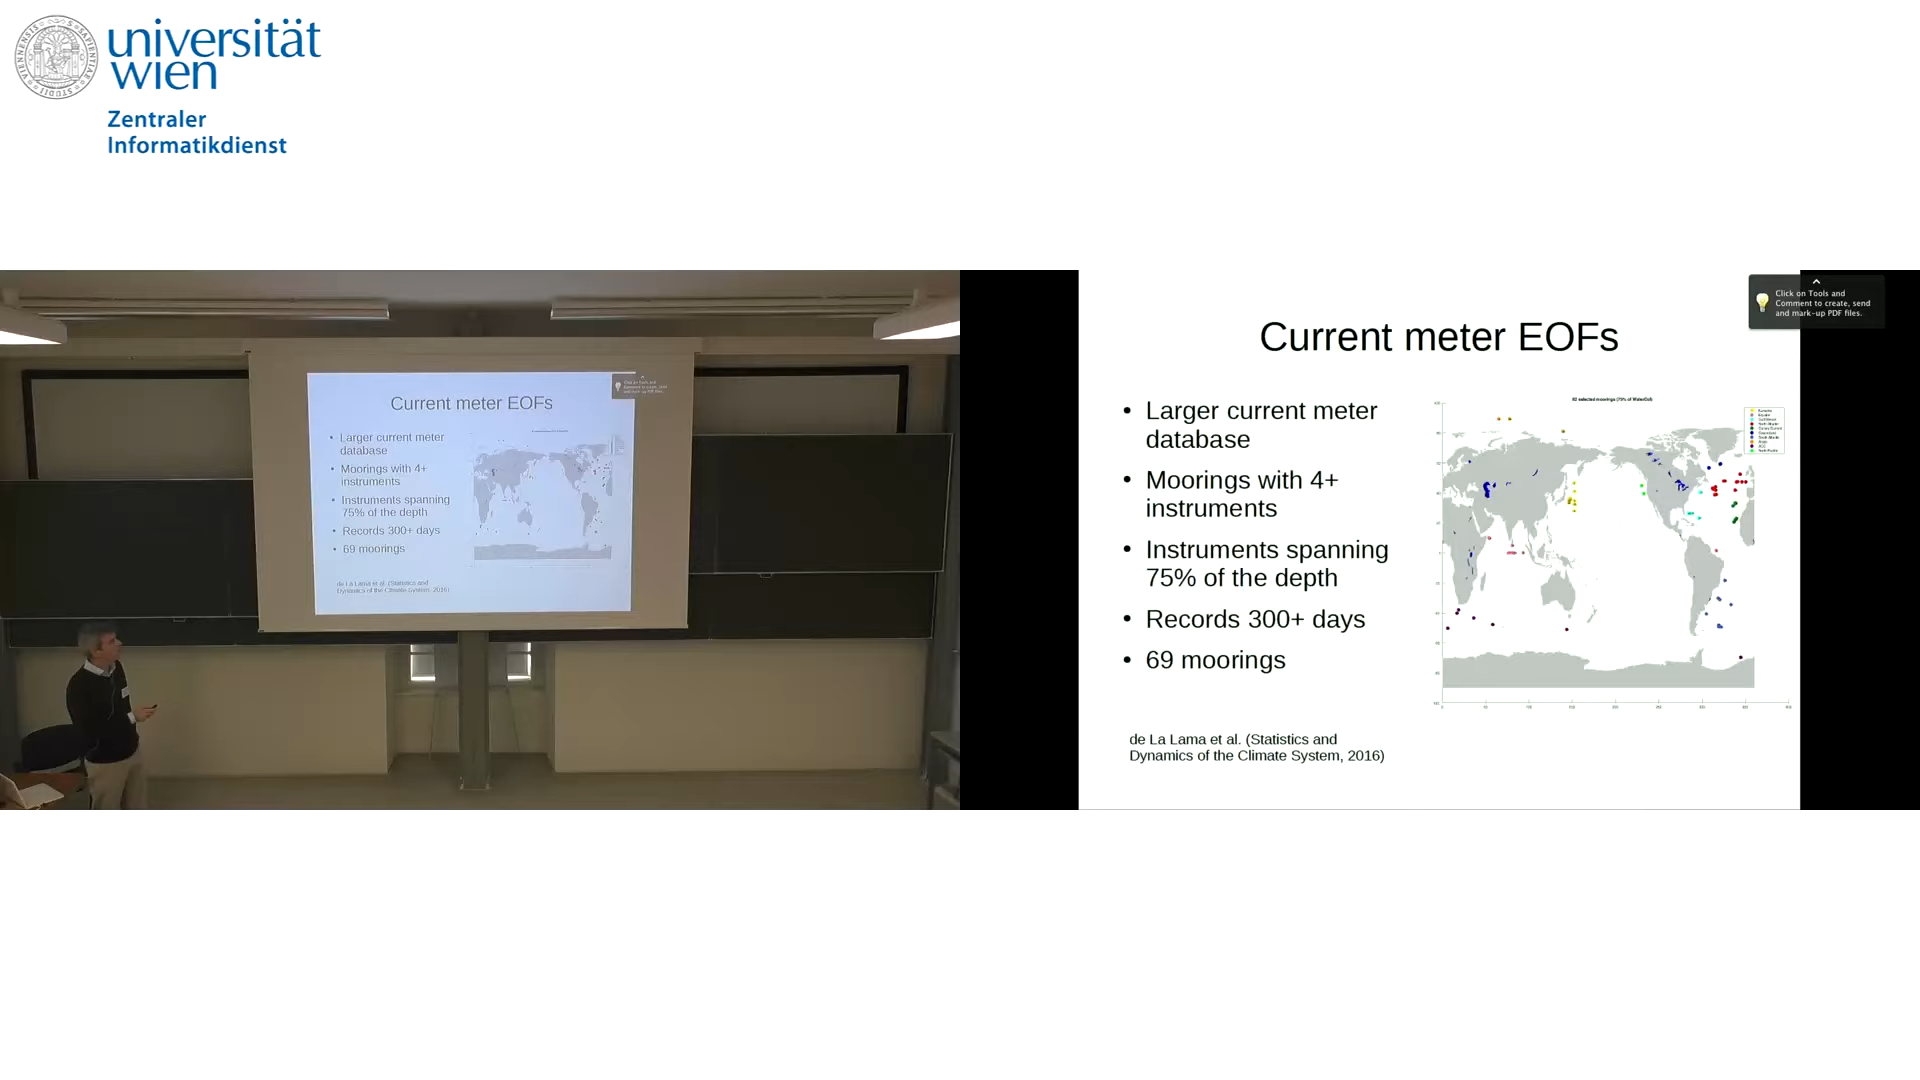 universität
wien
Zentraler
Informatikdienst
Current meter EOFs
• Larger current meter
database
• Moorings with 4+
instruments
• Instruments spanning
75% of the depth
• Records 300+ days
• 69 moorings
de La Lama et al. (Statistics and
Dynamics of the Climate System, 2016)
Click on Tools and
Comment to create, send
and mark-up PDF files.
Current meter EOFs
• Larger current meter
database
• Moorings with 4+
instruments
• Instruments spanning
75% of the depth
• Records 300+ days
• 69 moorings
de La Lama et al. (Statistics and
Dynamics of the Climate System, 2016)